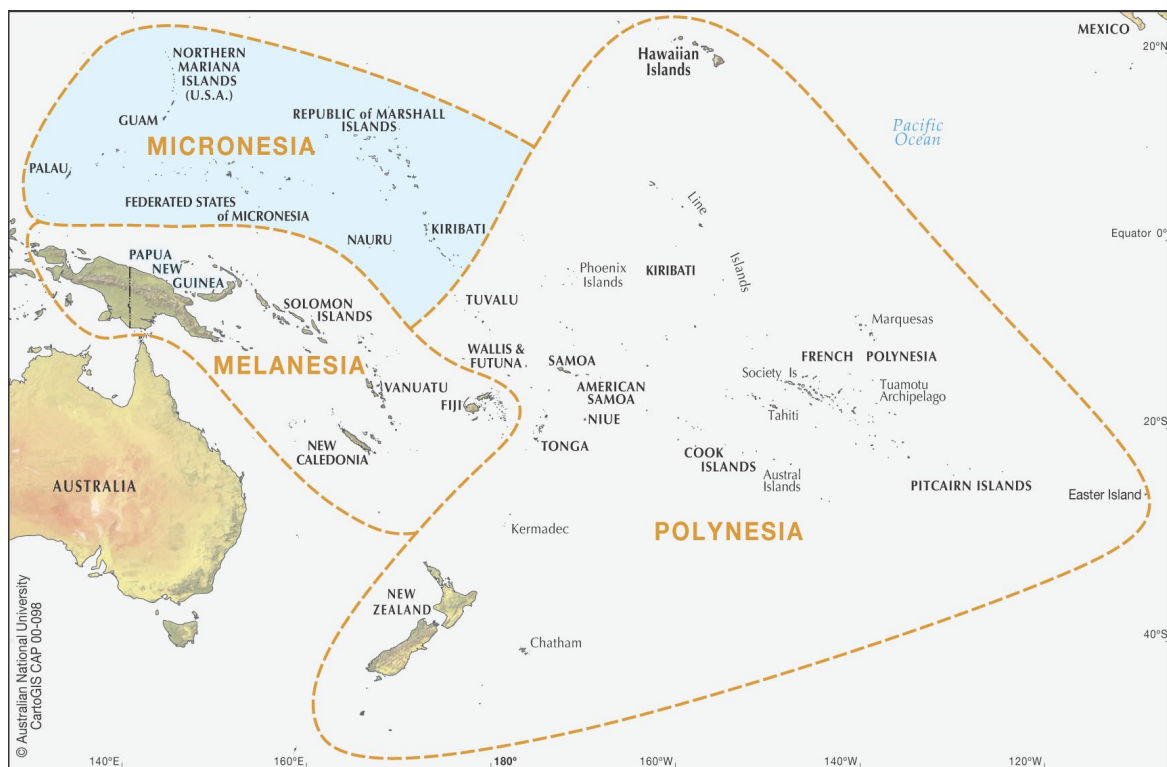 MEXICO
20°N
Hawaiian
Islands
NORTHERN
MARIANA
ISLANDS
(U.S.A.)
GUAM
REPUBLIC of MARSHALL
ISLANDS
Pacific
Ocean
MICRONESIA
PALAU
FEDERATED STATES
of MICRONESIA
Line
Islands
NAURU
KIRIBATI
Equator 0°
PAPUA
NEW
GUINEA
Phoenix
Islands
KIRIBATI
SOLOMON
ISLANDS
TUVALU
Marquesas
MELANESIA
WALLIS &
FUTUNA
SAMOA
FRENCH POLYNESIA
Society Is
AMERICAN
SAMOA
VANUATU
FIJI
Tuamotu
Archipelago
NIUE
Tahiti
20°S
TONGA
NEW
CALEDONIA
COOK
ISLANDS
Austral
Islands
AUSTRALIA
PITCAIRN ISLANDS
Easter Island
Kermadec
POLYNESIA
NEW
ZEALAND
Chatham
40°S
© Australian National University
CartoGIS CAP 00-098
140°E
160°E
180°
160°W
140°W
120°W